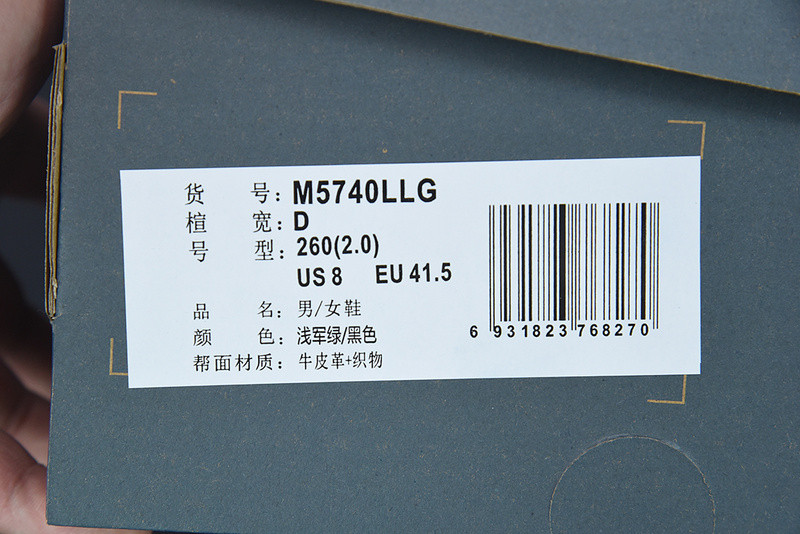 货 号: M5740LLG
楦 宽: D
号 型: 260(2.0)
US 8 EU 41.5
品 名: 男/女鞋
颜 色: 浅军绿/黑色
帮面材质: 牛皮革+织物
6 931823 768270